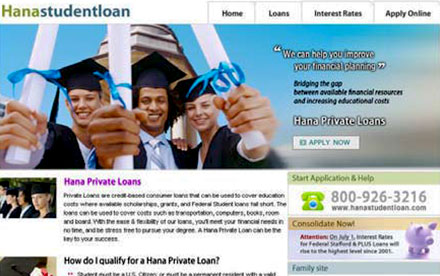 Hanastudentloan
Home
Loans
Interest Rates
Apply Online
"We can help you improve
your financial planning"
Bridging the gap
between available financial resources
and increasing educational costs
Hana Private Loans
APPLY NOW
Hana Private Loans
Private Loans are credit-based consumer loans that can be used to cover education
costs where available scholarships, grants, and Federal Student loans fall short. The
loans can be used to cover costs such as transportation, computers, books, room
and board. With the ease & flexibility of our loans, you'll meet your financial needs in
no time, and be stress free to pursue your degree. A Hana Private Loan can be the
key to your success.
How do I qualify for a Hana Private Loan?
Student must be a U.S. Citizen; or must be a permanent resident with a valid
Start Application & Help
800-926-3216
www.hanastudentloan.com
Consolidate Now!
Attention: On July 1, Interest Rates
for Federal Stafford & PLUS Loans will
rise to the highest level since 2001.
Family site